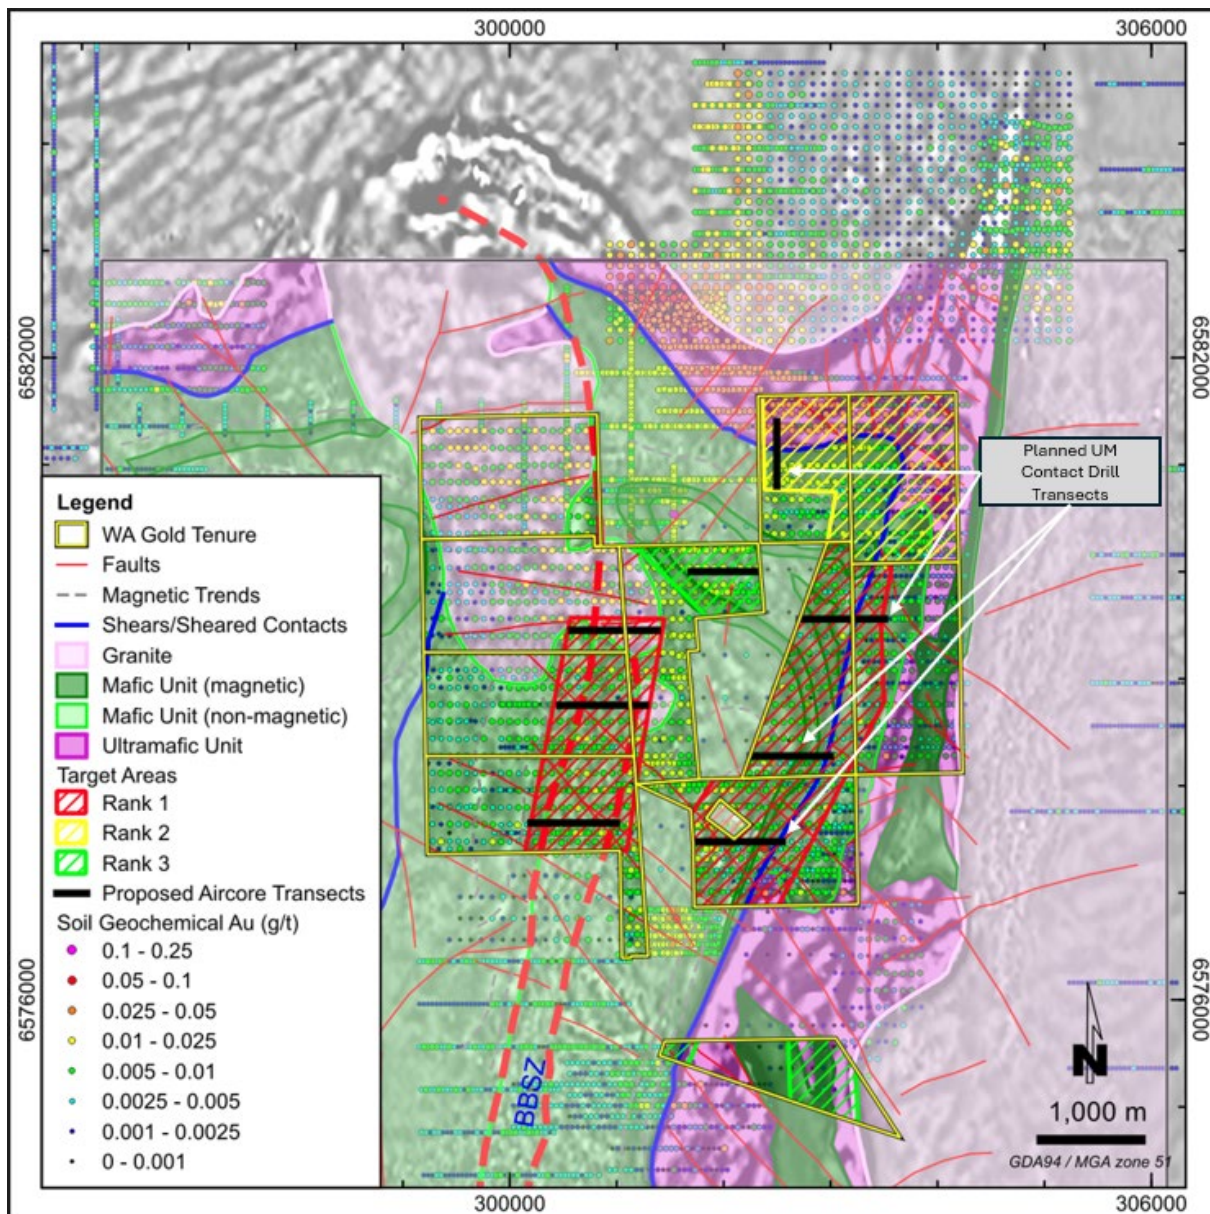 300000
306000
6582000
6582000
Planned UM
Contact Drill
Transects
Legend
WA Gold Tenure
Faults
Magnetic Trends
Shears/Sheared Contacts
Granite
Mafic Unit (magnetic)
Mafic Unit (non-magnetic)
Ultramafic Unit
Target Areas
Rank 1
Rank 2
Rank 3
Proposed Aircore Transects
Soil Geochemical Au (g/t)
0.1 - 0.25
0.05 - 0.1
0.025 - 0.05
0.01 - 0.025
0.005 - 0.01
0.0025 - 0.005
0.001 - 0.0025
0 - 0.001
6576000
6576000
BBSZ
N
1,000 m
GDA94 / MGA zone 51
300000
306000